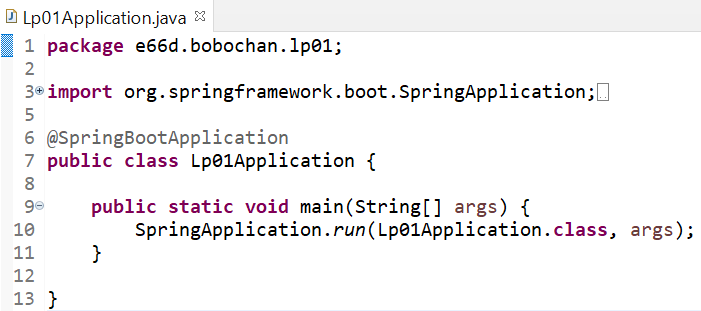 Lp01Application.java
1 package e66d.bobochan.lp01;
2
3 import org.springframework.boot.SpringApplication;
5
6 @SpringBootApplication
7 public class Lp01Application {
8
9 public static void main(String[] args) {
10 SpringApplication.run(Lp01Application.class, args);
11 }
12
13 }